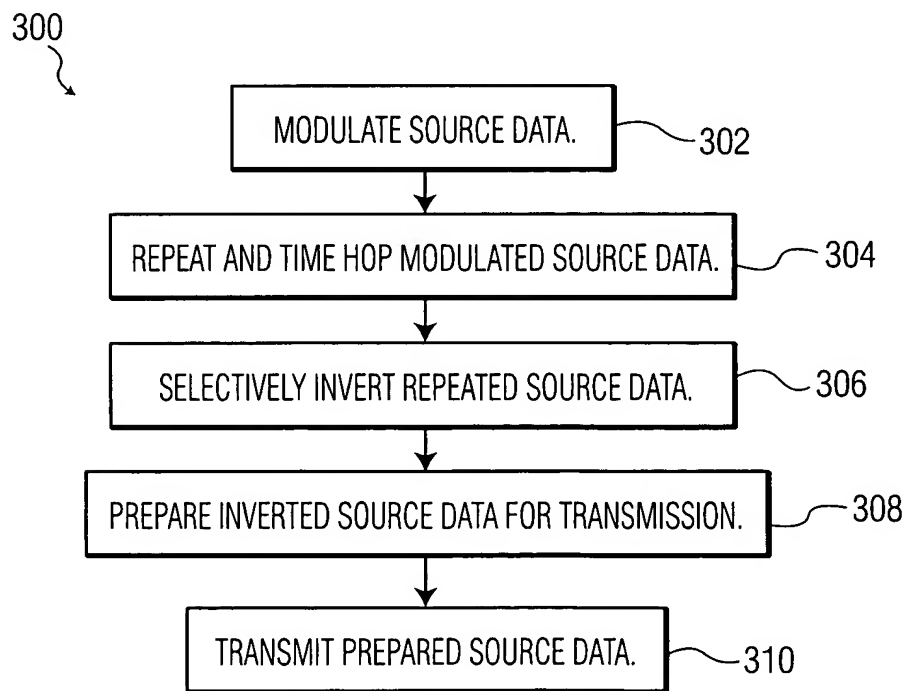 300
MODULATE SOURCE DATA.
302
REPEAT AND TIME HOP MODULATED SOURCE DATA.
304
SELECTIVELY INVERT REPEATED SOURCE DATA.
306
PREPARE INVERTED SOURCE DATA FOR TRANSMISSION.
308
TRANSMIT PREPARED SOURCE DATA.
310